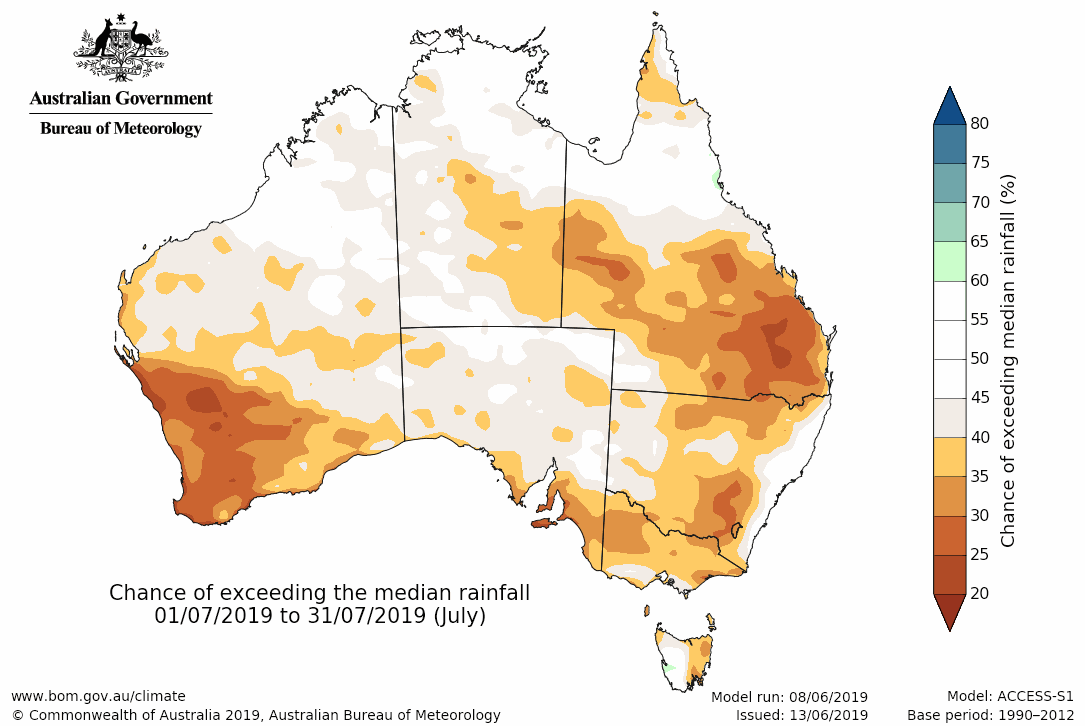 AUSTRALIA
Australian Government
Bureau of Meteorology
80
75
70
65
60
55
50
45
40
35
30
25
20
Chance of exceeding median rainfall (%)
Chance of exceeding the median rainfall
01/07/2019 to 31/07/2019 (July)
www.bom.gov.au/climate
© Commonwealth of Australia 2019, Australian Bureau of Meteorology
Model run: 08/06/2019
Issued: 13/06/2019
Model: ACCESS-S1
Base period: 1990–2012